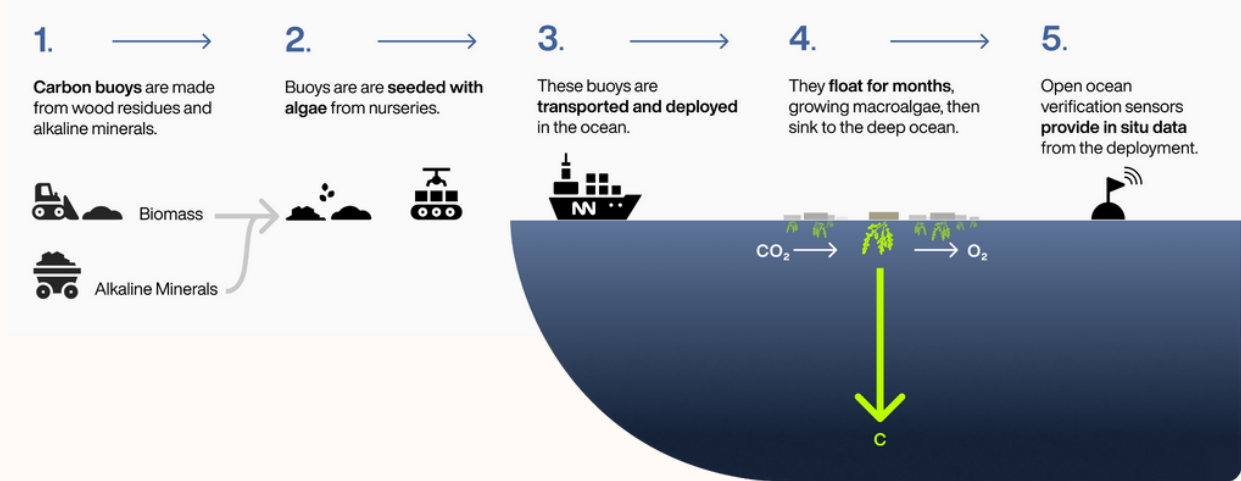 1.
Carbon buoys are made
from wood residues and
alkaline minerals.
Biomass
Alkaline Minerals
2.
Buoys are are seeded with
algae from nurseries.
3.
These buoys are
transported and deployed
in the ocean.
4.
They float for months,
growing macroalgae, then
sink to the deep ocean.
CO₂
O₂
C
5.
Open ocean
verification sensors
provide in situ data
from the deployment.